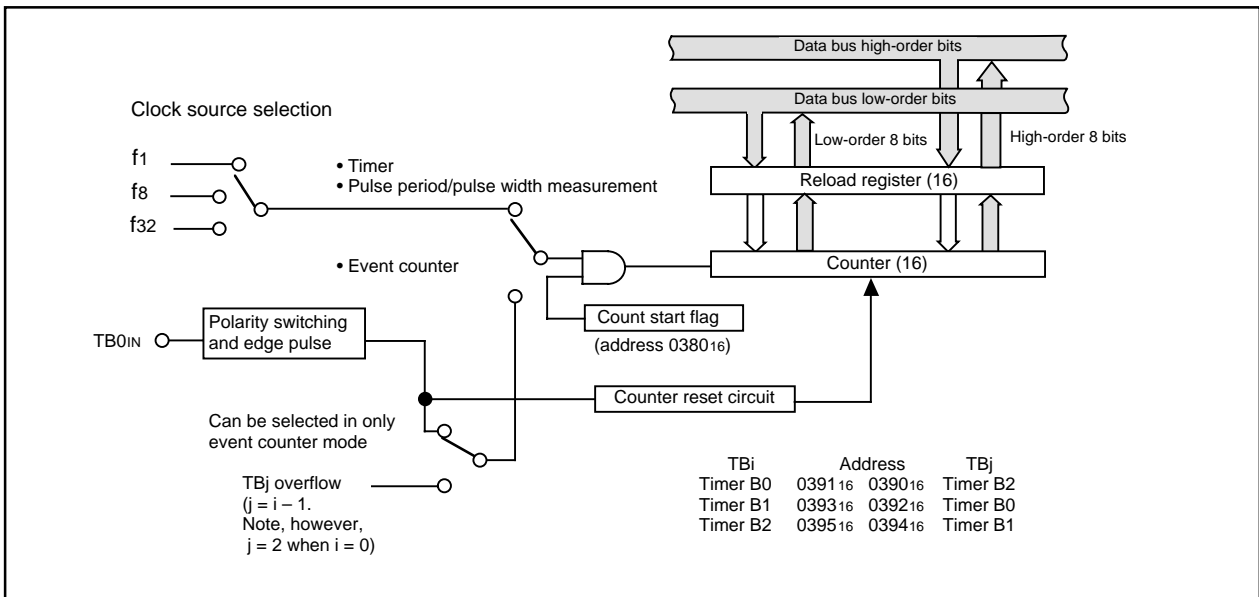 Data bus high-order bits
Data bus low-order bits
Clock source selection
Low-order 8 bits
High-order 8 bits
f1
f8
f32
• Timer
• Pulse period/pulse width measurement
Reload register (16)
• Event counter
Counter (16)
Polarity switching
and edge pulse
TB0IN
Count start flag
(address 038016)
Counter reset circuit
Can be selected in only
event counter mode
TBj overflow
(j = i – 1.
Note, however,
j = 2 when i = 0)
TBi Address TBj
Timer B0 039116 039016 Timer B2
Timer B1 039316 039216 Timer B0
Timer B2 039516 039416 Timer B1